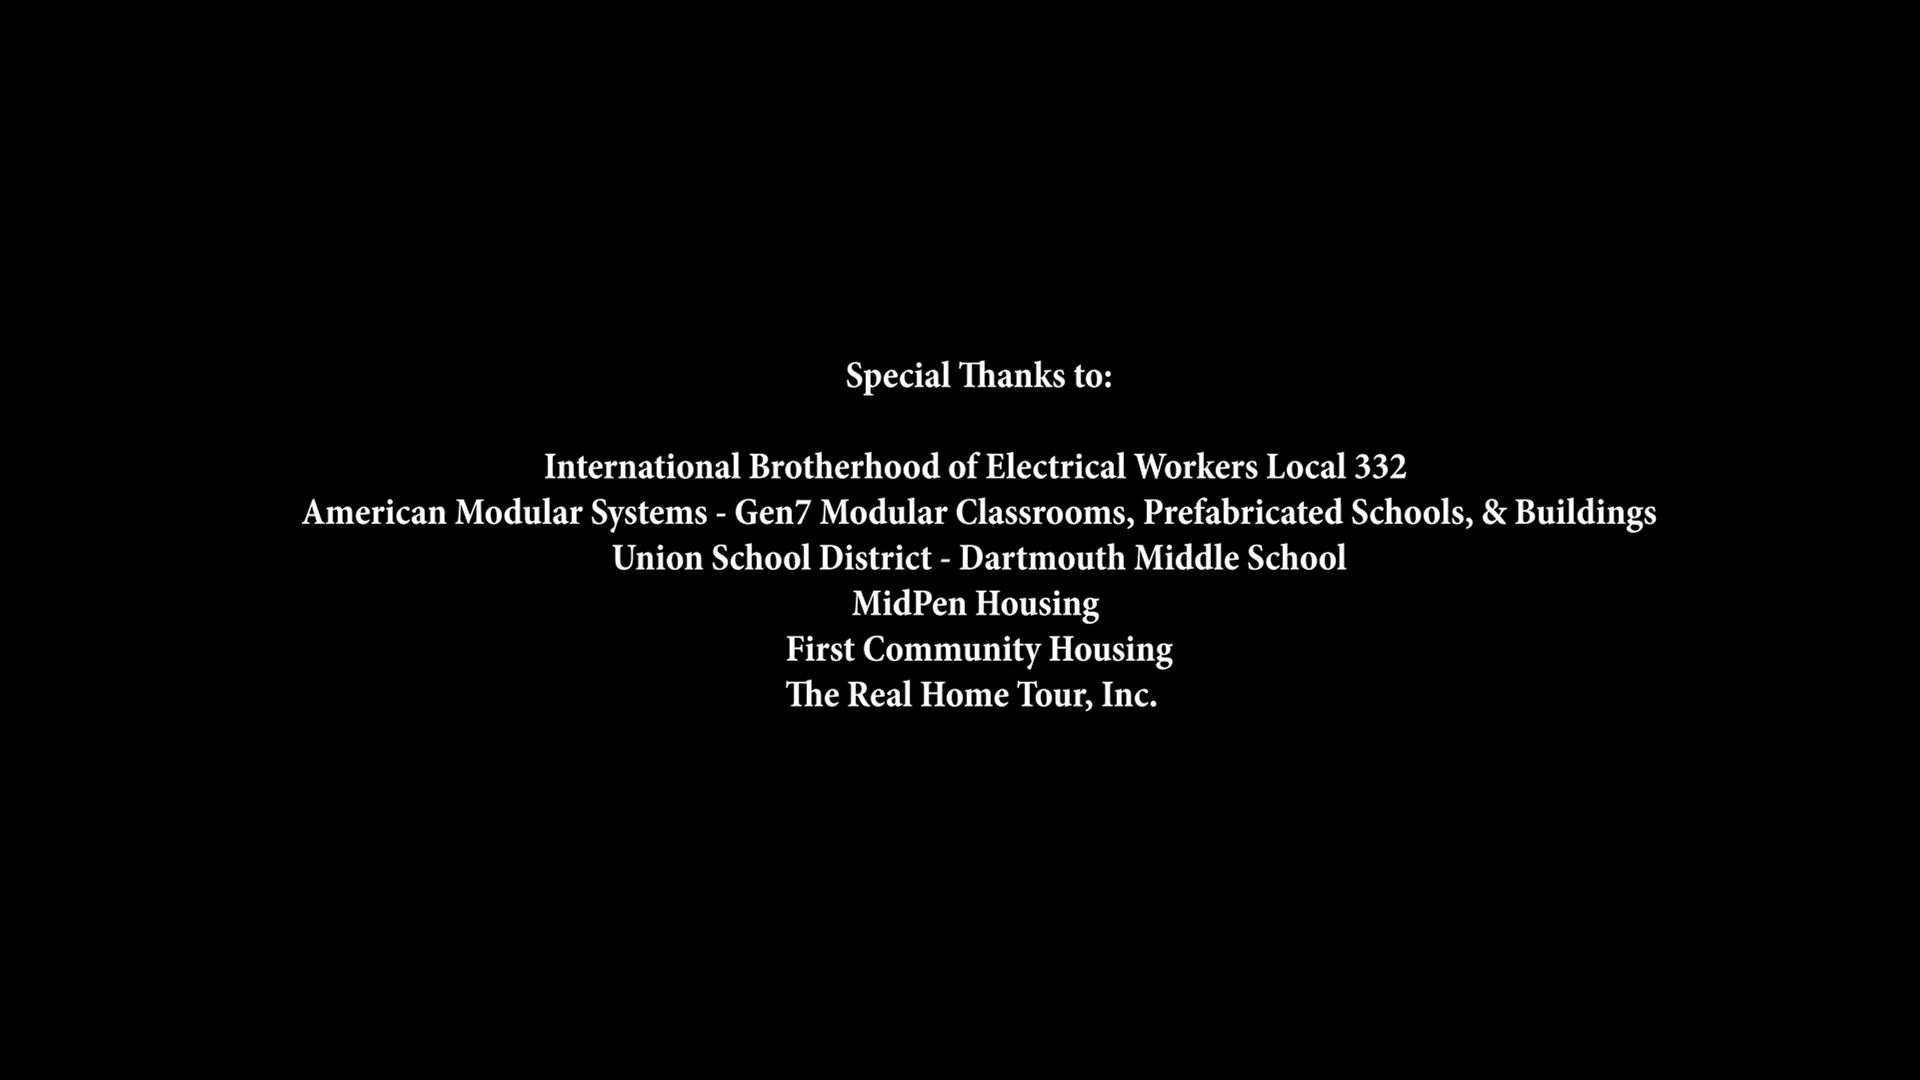 Special Thanks to:
International Brotherhood of Electrical Workers Local 332
American Modular Systems - Gen7 Modular Classrooms, Prefabricated Schools, & Buildings
Union School District - Dartmouth Middle School
MidPen Housing
First Community Housing
The Real Home Tour, Inc.